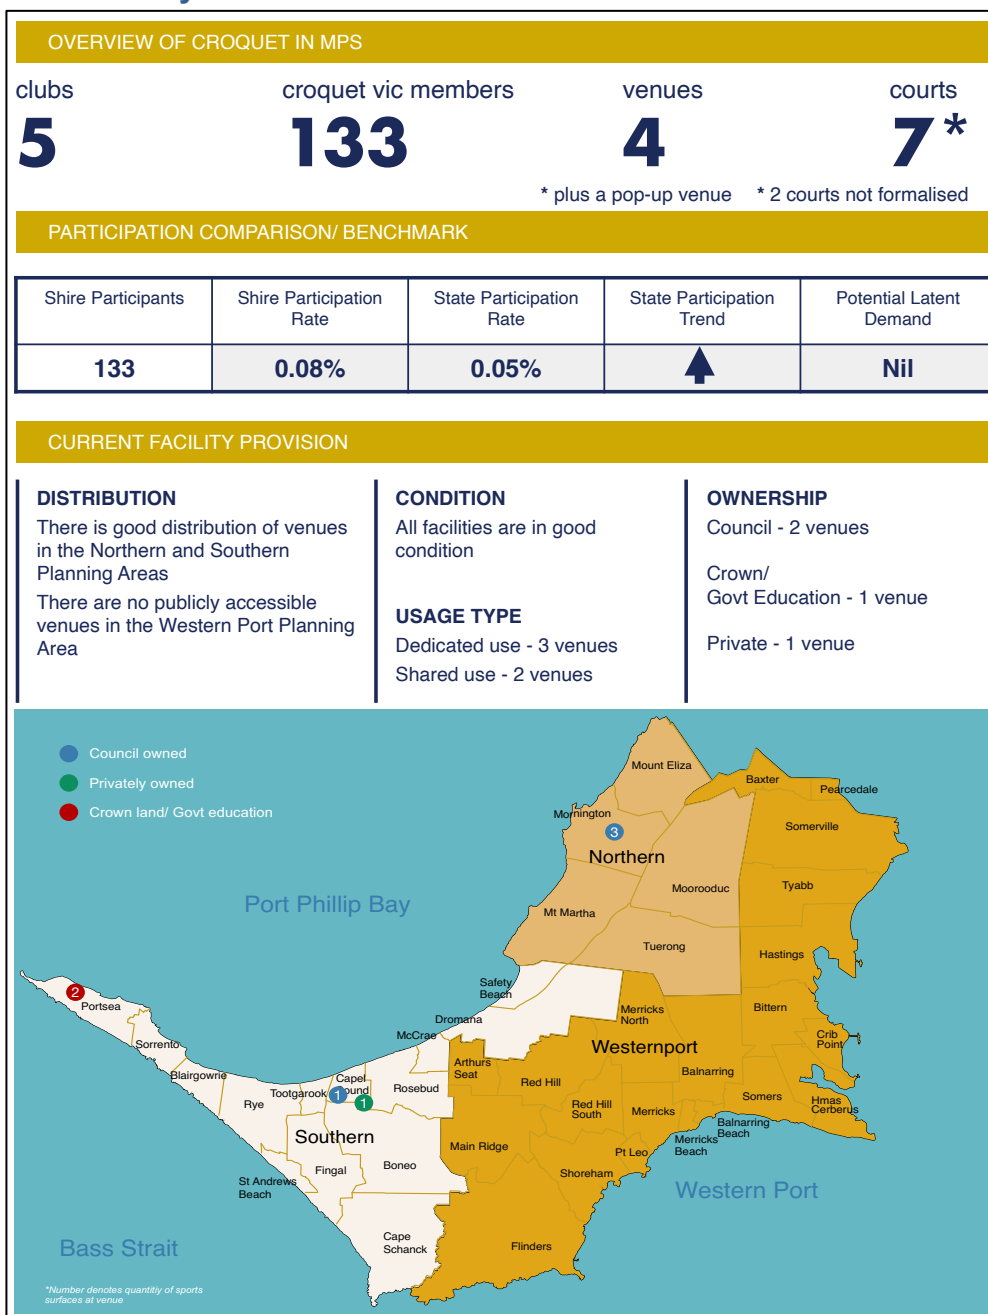 OVERVIEW OF CROQUET IN MPS
clubs
5
croquet vic members
133
venues
4
courts
7*
* plus a pop-up venue
* 2 courts not formalised
PARTICIPATION COMPARISON/ BENCHMARK
Shire Participants
Shire Participation
Rate
State Participation
Rate
State Participation
Trend
Potential Latent
Demand
133
0.08%
0.05%
Nil
CURRENT FACILITY PROVISION
DISTRIBUTION
There is good distribution of venues
in the Northern and Southern
Planning Areas
There are no publicly accessible
venues in the Western Port Planning
Area
CONDITION
All facilities are in good
condition
USAGE TYPE
Dedicated use - 3 venues
Shared use - 2 venues
OWNERSHIP
Council - 2 venues
Crown/
Govt Education - 1 venue
Private - 1 venue
Council owned
Privately owned
Crown land/ Govt education
Mount Eliza
Baxter
Pearcedale
Mornington
3
Somerville
Northern
Moorooduc
Tyabb
Port Phillip Bay
Mt Martha
Tuerong
Hastings
2
Portsea
Safety
Beach
Merricks
North
Bittern
Dromana
Sorrento
McCrae
Crib
Point
Westernport
Blairgowrie
Arthurs
Seat
Balnarring
Capel
ound
Tootgarook
1
1
Rosebud
Red Hill
Rye
Red Hill
South
Merricks
Somers
Hmas
Cerberus
Balnarring
Beach
Southern
Main Ridge
Merricks
Beach
Pt Leo
Fingal
Boneo
Shoreham
St Andrews
Beach
Western Port
Cape
Schanck
Flinders
Bass Strait
*Number denotes quantitiy of sports
surfaces at venue